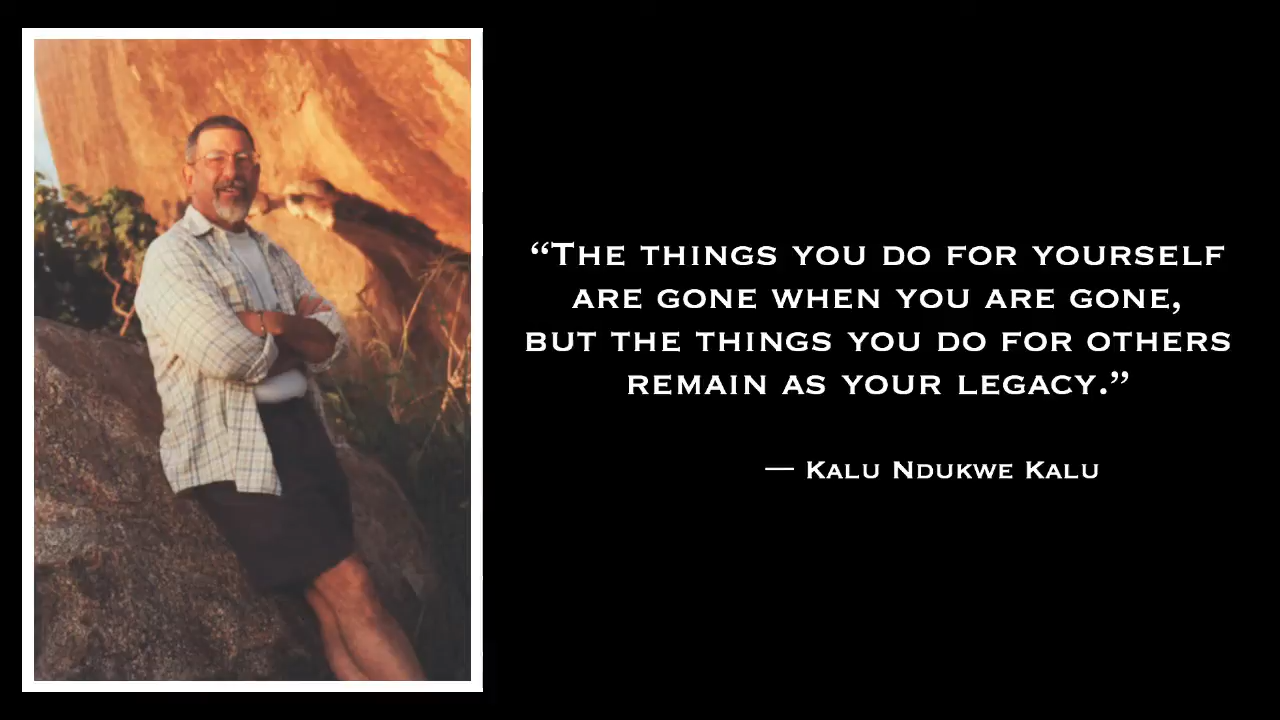 “The things you do for yourself
are gone when you are gone,
but the things you do for others
remain as your legacy.”
— Kalu Ndukwe Kalu